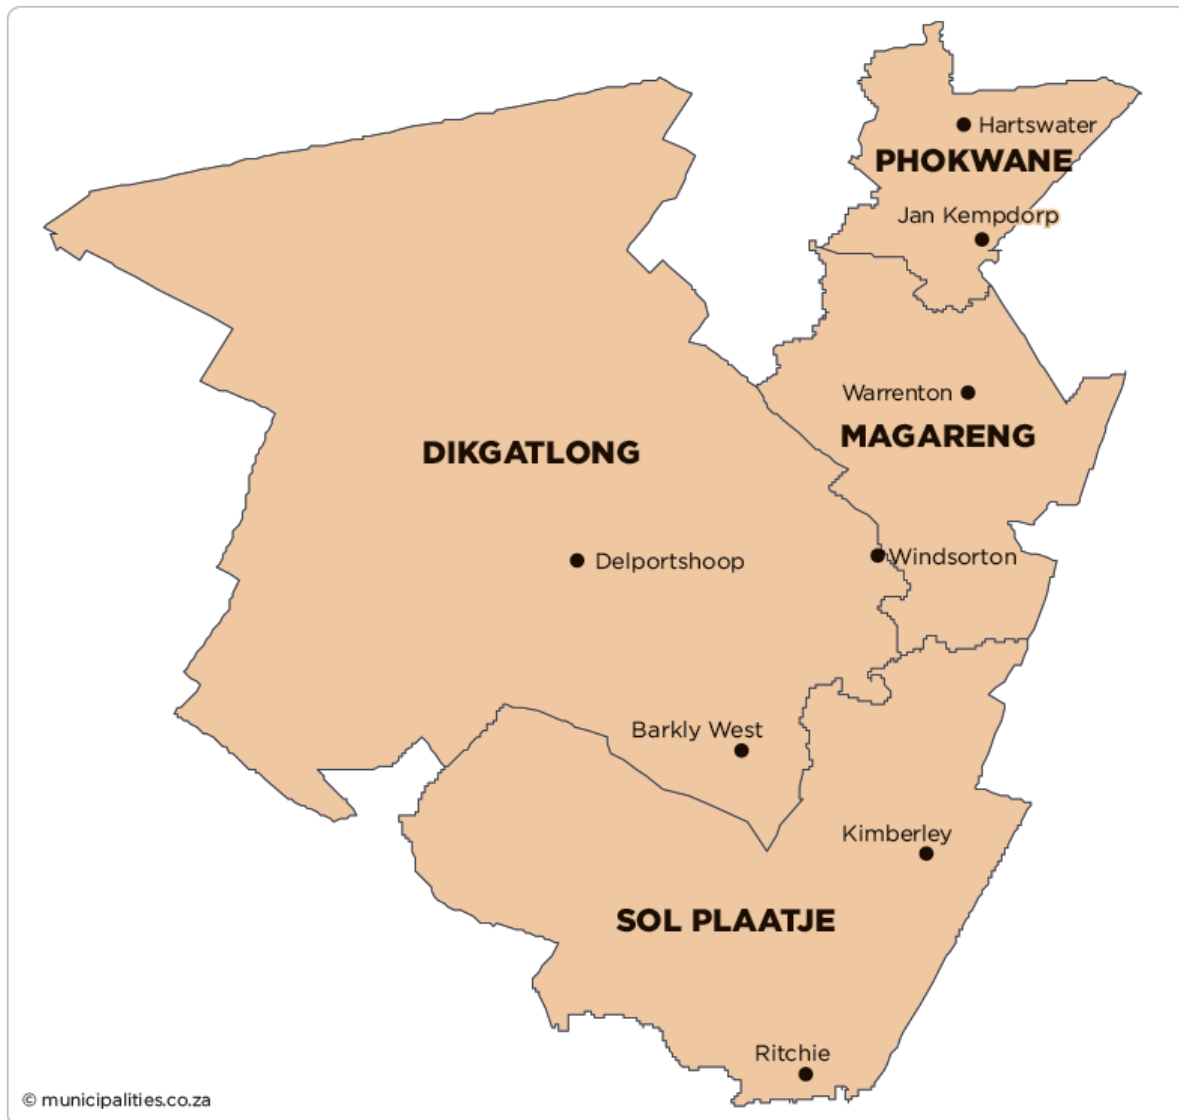 Hartswater
PHOKWANE
Jan Kempdorp
Warrenton
MAGARENG
DIKGATLONG
Windsorton
Delportshoop
Barkly West
Kimberley
SOL PLAATJE
Ritchie
© municipalities.co.za